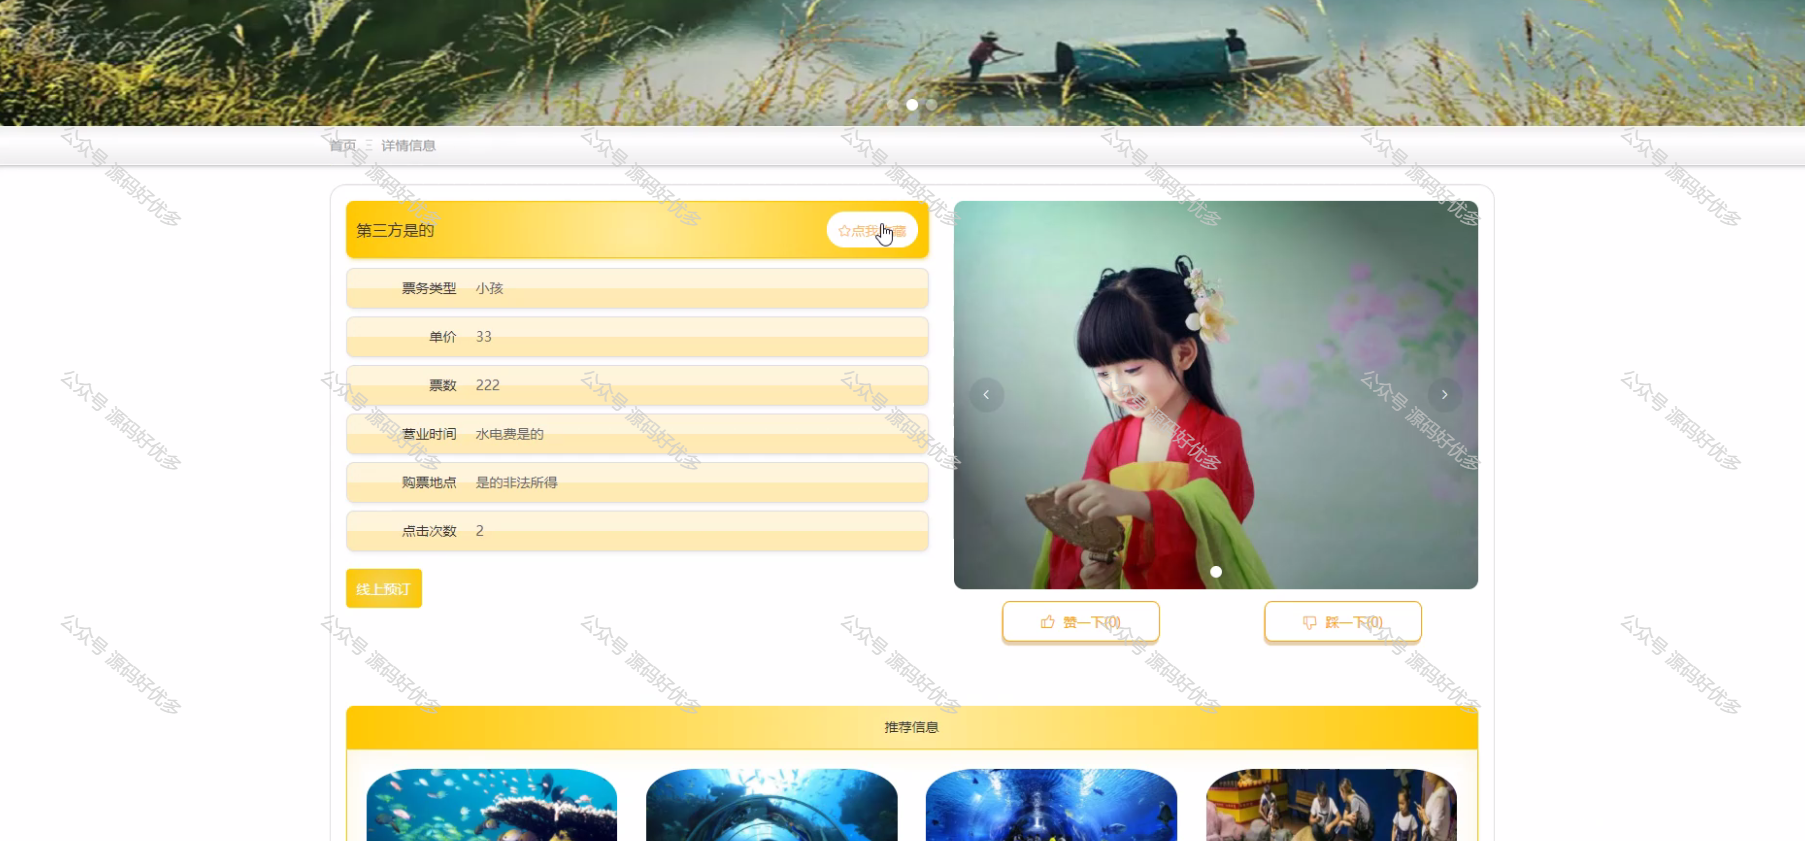 首页 详情信息
第三方是的
☆点我收藏
票务类型 小孩
单价 33
票数 222
营业时间 水电费是的
购票地点 是的非法所得
点击次数 2
线上预订
赞一下(0)
踩一下(0)
推荐信息
公众号 源码好优多